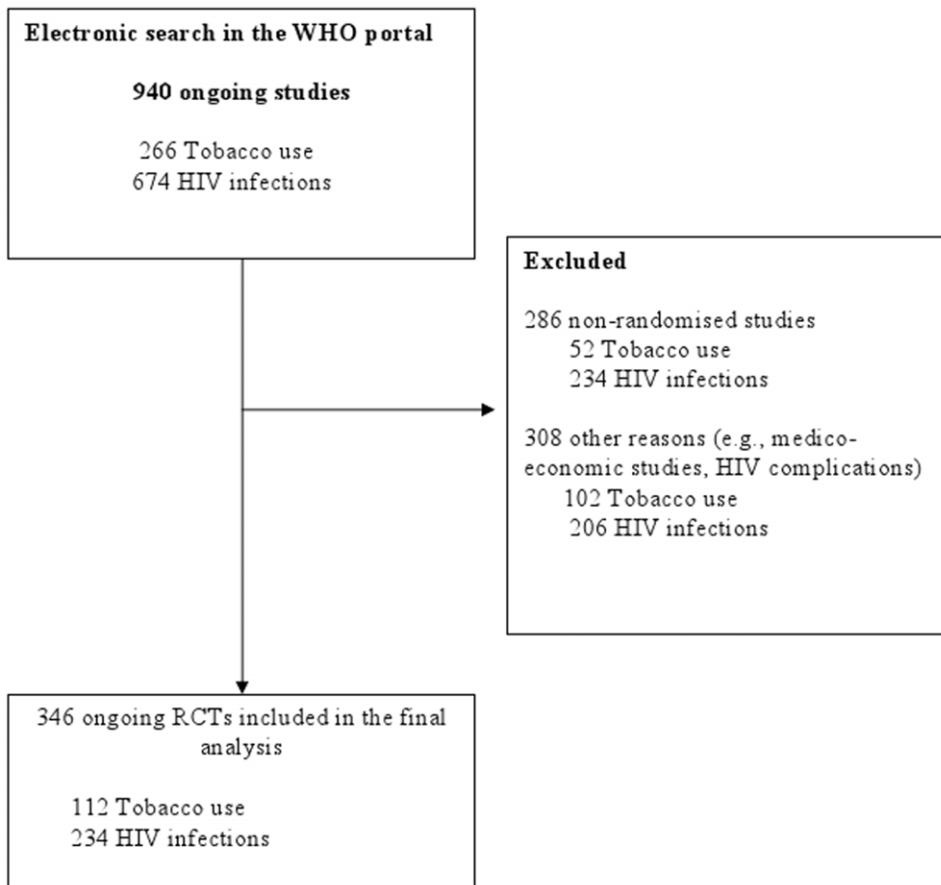 Electronic search in the WHO portal
940 ongoing studies
266 Tobacco use
674 HIV infections
Excluded
286 non-randomised studies
52 Tobacco use
234 HIV infections
308 other reasons (e.g., medico-
economic studies, HIV complications)
102 Tobacco use
206 HIV infections
346 ongoing RCTs included in the final
analysis
112 Tobacco use
234 HIV infections